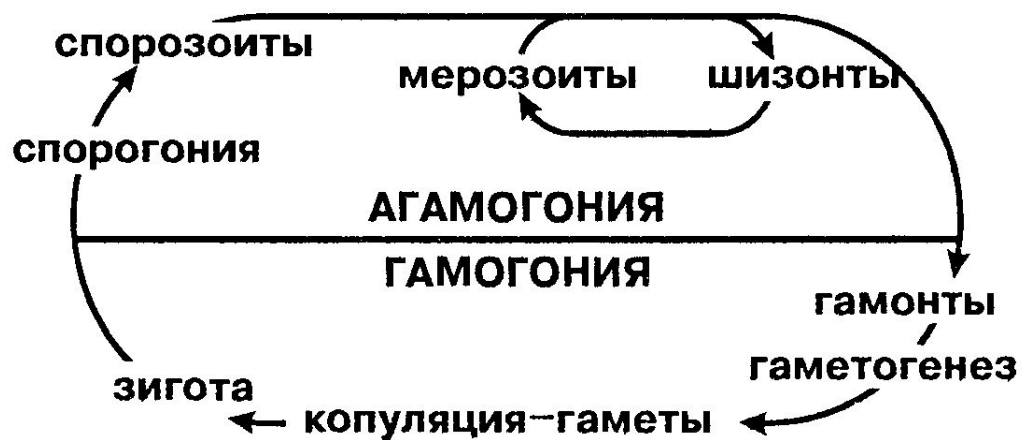 спорозоиты
мерозоиты шизонты
спорогония
АГАМОГОНИЯ
ГАМОГОНИЯ
гамонты
гаметогенез
зигота
копуляция–гаметы